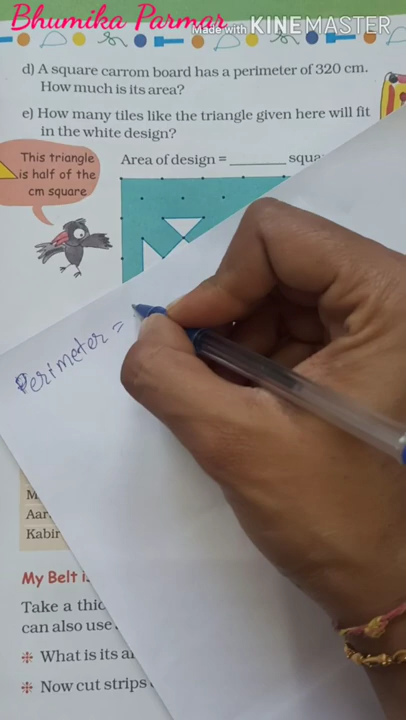 Bhumika Parmar
Made with KINEMASTER
d) A square carrom board has a perimeter of 320 cm.
How much is its area?
e) How many tiles like the triangle given here will fit
in the white design?
This triangle
is half of the
cm square
Area of design = ______ squa
Perimeter =
M
Aar
Kabir
My Belt i
Take a thic
can also use
What is its a
Now cut strips